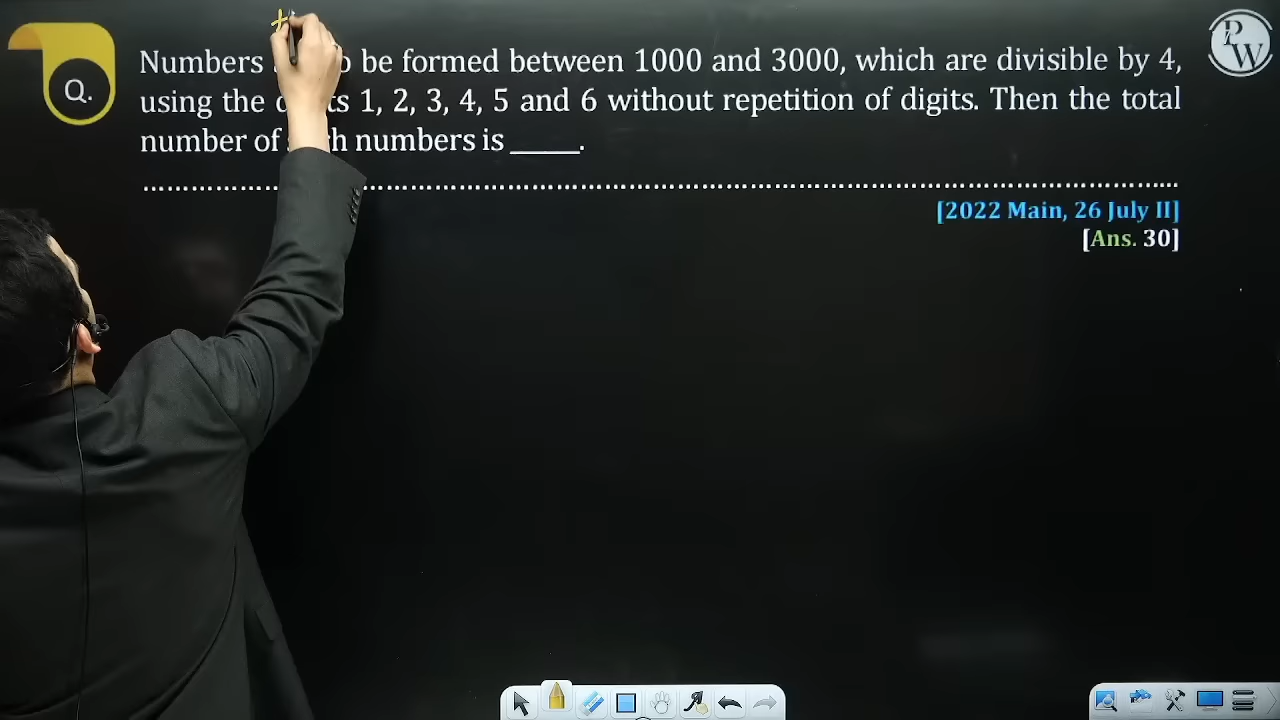 Q.
Numbers be formed between 1000 and 3000, which are divisible by 4,
using the 1, 2, 3, 4, 5 and 6 without repetition of digits. Then the total
number of numbers is _____.
[2022 Main, 26 July II]
[Ans. 30]
PW